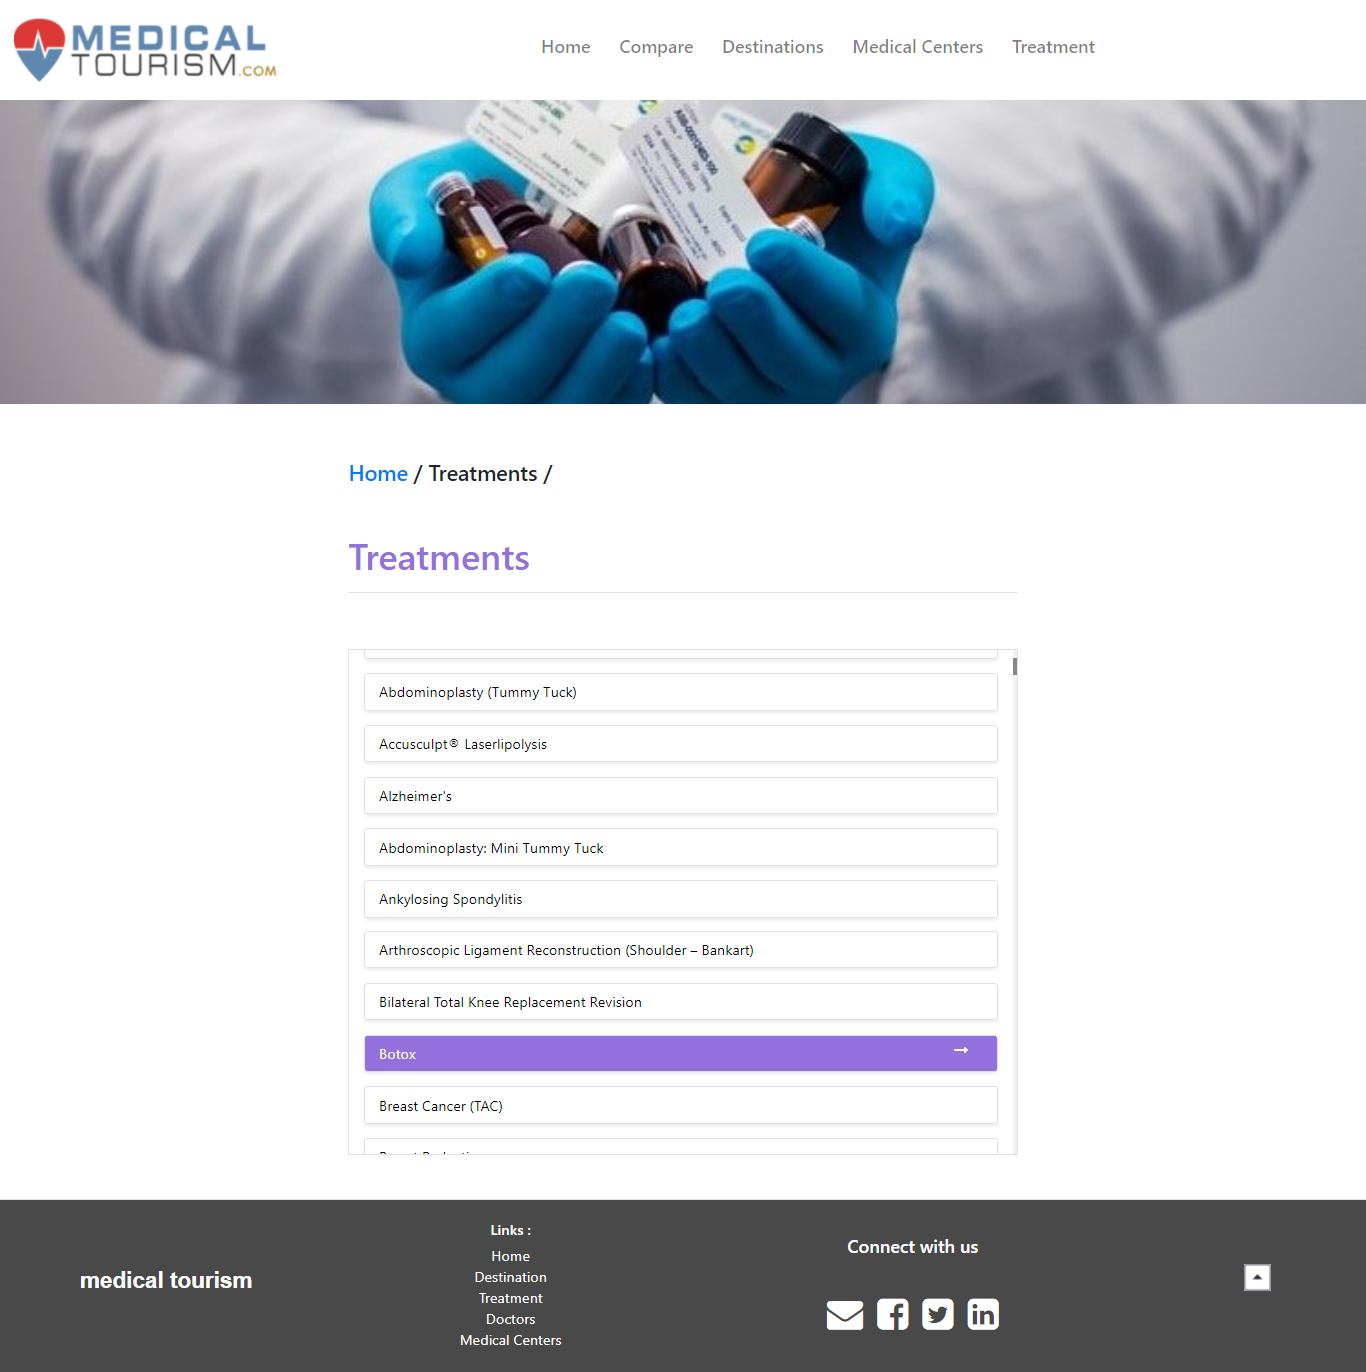 MEDICAL
TOURISM.COM
Home
Compare
Destinations
Medical Centers
Treatment
Home / Treatments /
Treatments
Abdominoplasty (Tummy Tuck)
Accusculpt® Laserlipolysis
Alzheimer's
Abdominoplasty: Mini Tummy Tuck
Ankylosing Spondylitis
Arthroscopic Ligament Reconstruction (Shoulder – Bankart)
Bilateral Total Knee Replacement Revision
Botox
Breast Cancer (TAC)
medical tourism
Links :
Home
Destination
Treatment
Doctors
Medical Centers
Connect with us